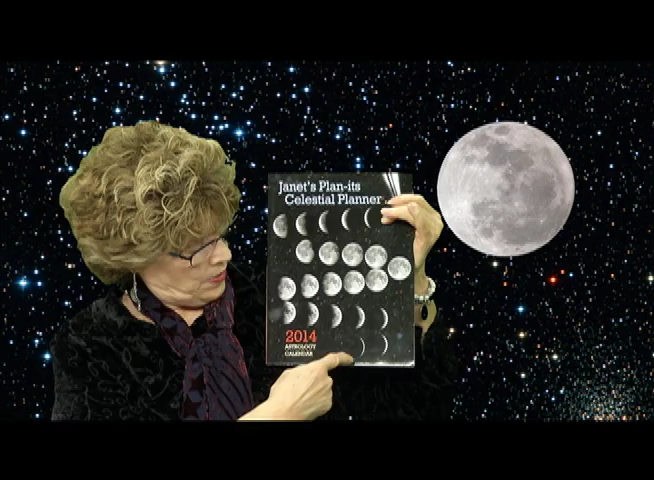 Janet's Plan-its
Celestial Planner
2014
ASTROLOGY
CALENDAR